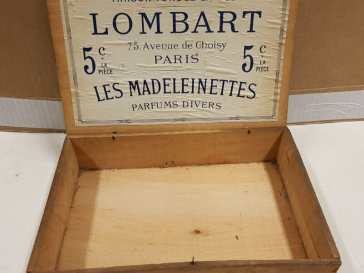 LOMBART
75, Avenue de Choisy
PARIS
5c LA PIÈCE
5c LA PIÈCE
LES MADELEINETTES
PARFUMS DIVERS